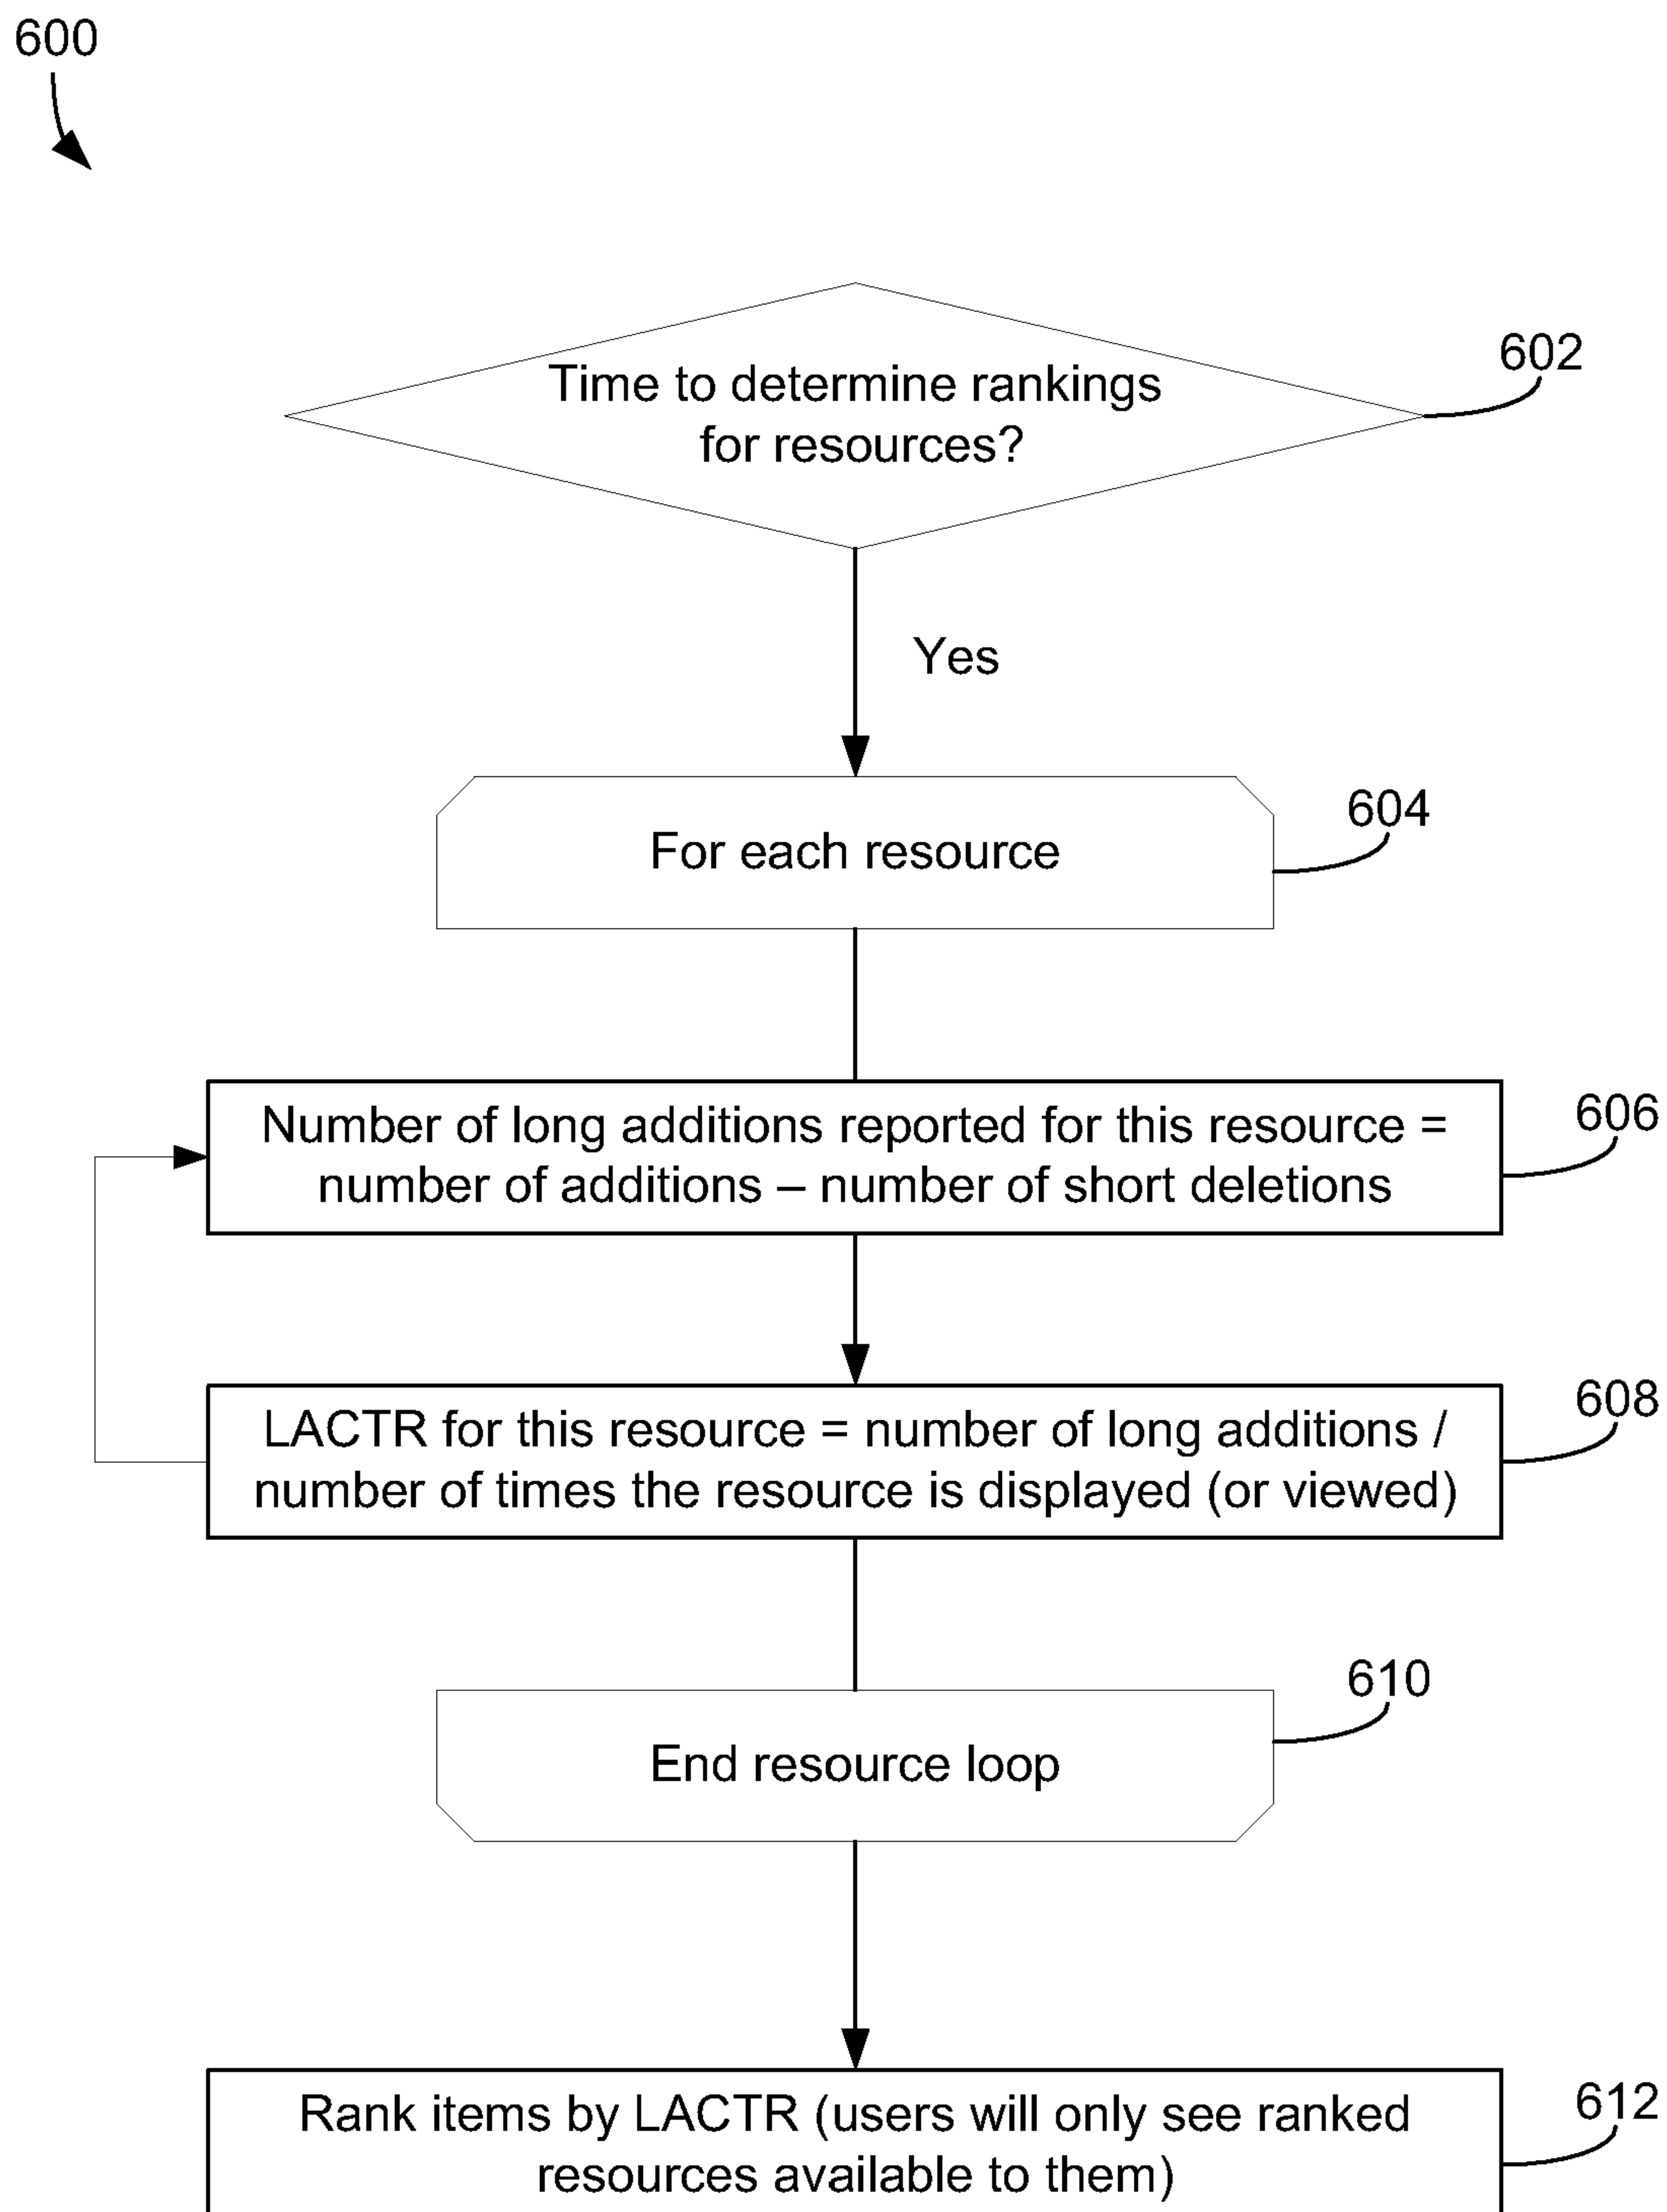 600
Time to determine rankings
for resources?
602
Yes
For each resource
604
Number of long additions reported for this resource =
number of additions – number of short deletions
606
LACTR for this resource = number of long additions /
number of times the resource is displayed (or viewed)
608
End resource loop
610
Rank items by LACTR (users will only see ranked
resources available to them)
612